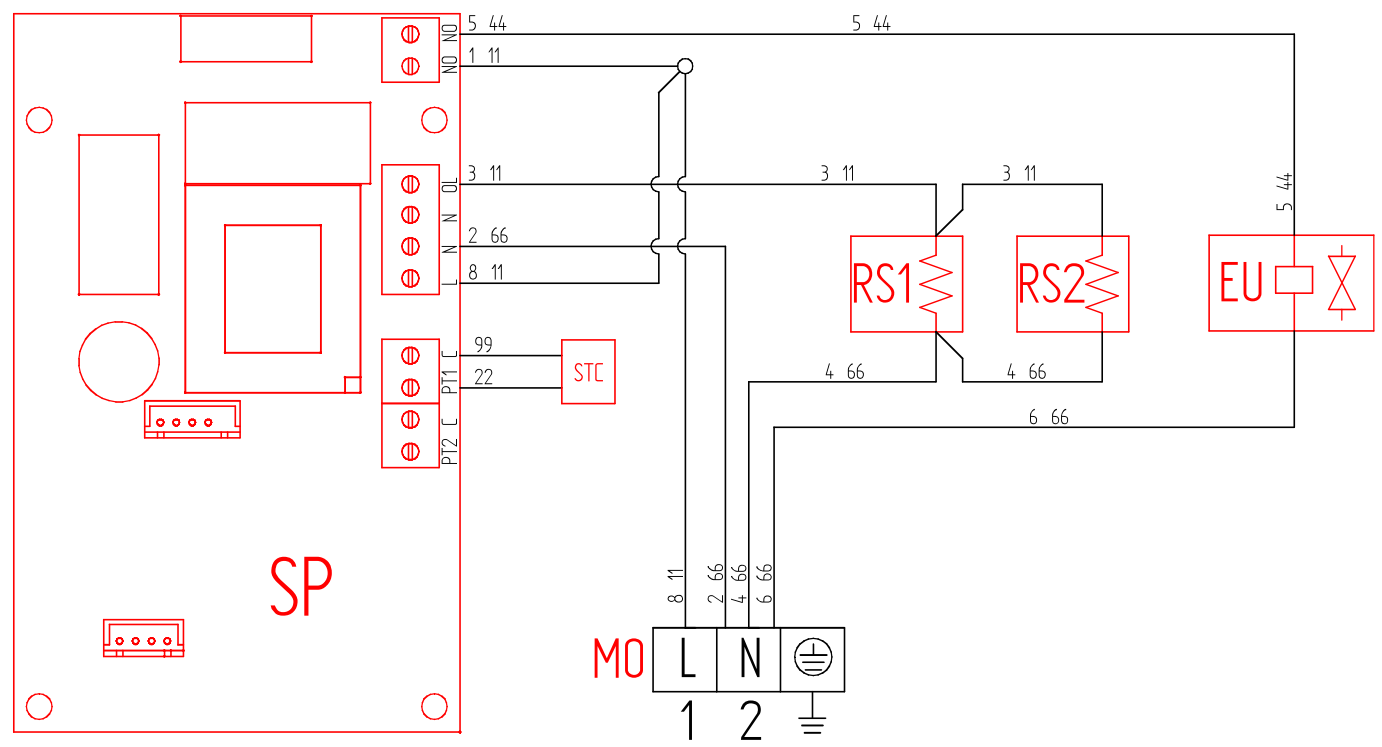 NO 5 44 5 44
NO 1 11
OL 3 11 3 11 3 11
N
5 44
N 2 66
L 8 11
RS1 RS2 EU
C 99
PT1 22
STC
4 66 4 66
C
PT2
6 66
SP
8 11 2 66 4 66 6 66
MO L N
1 2